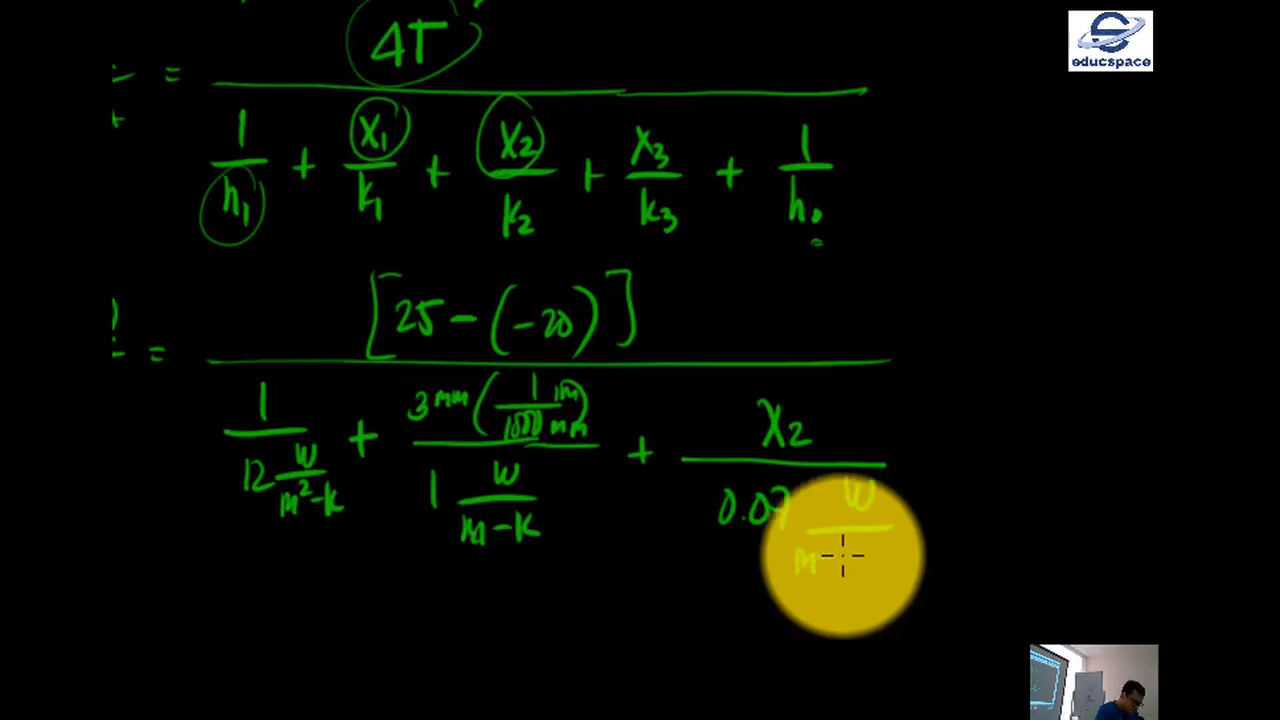 ΔT
=
1/h₁ + x₁/k₁ + x₂/k₂ + x₃/k₃ + 1/h₀
=
[25 - (-20)]
1/(12 W/m²-K) + 3mm (1m/1000mm)/(1 W/m-K) + x₂/(0.07 W/m
educspace